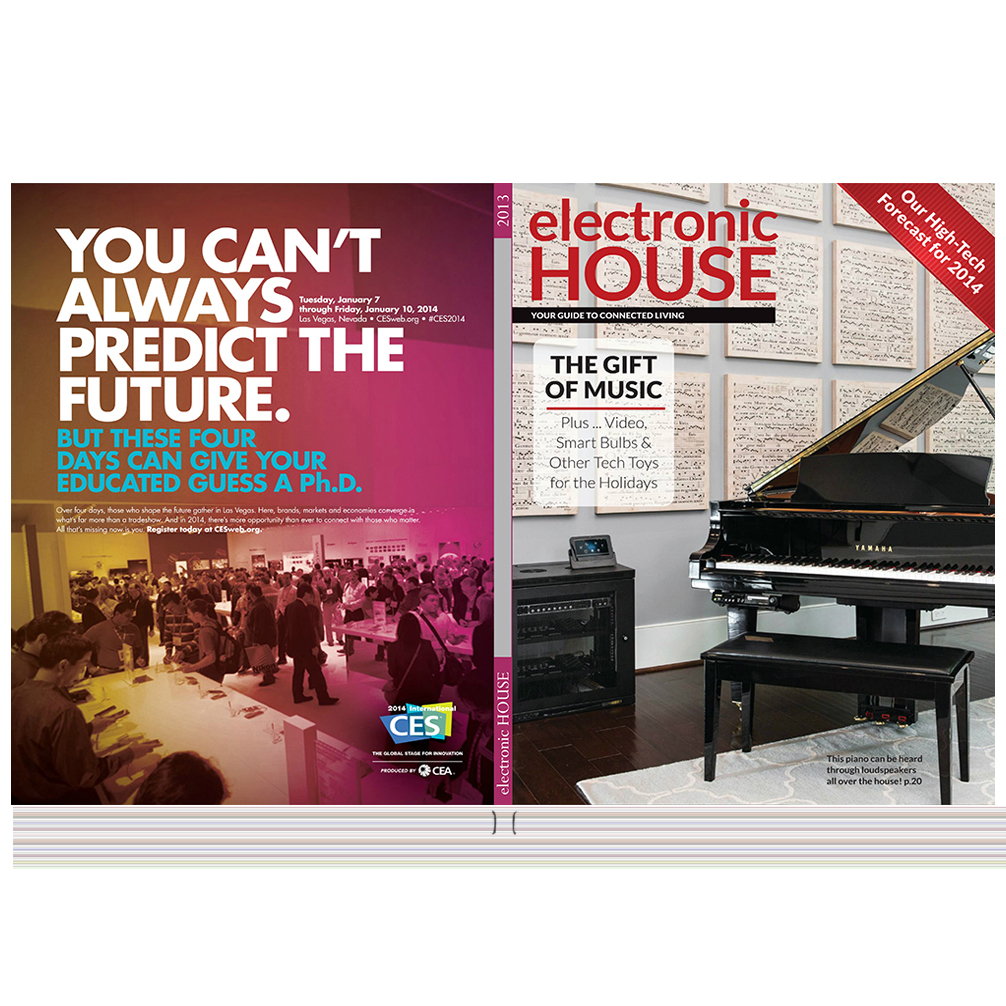 YOU CAN'T
ALWAYS
PREDICT THE
FUTURE.
Tuesday, January 7
through Friday, January 10, 2014
Las Vegas, Nevada • CESweb.org • #CES2014
BUT THESE FOUR
DAYS CAN GIVE YOUR
EDUCATED GUESS A Ph.D.
Over four days, those who shape the future gather in Las Vegas. Here, brands, markets and economies converge in
what's far more than a tradeshow. And in 2014, there's more opportunity than ever to connect with those who matter.
All that's missing now is you. Register today at CESweb.org.
2014 International
CES
THE GLOBAL STAGE FOR INNOVATION
PRODUCED BY CEA
2013
electronic HOUSE
electronic
HOUSE
YOUR GUIDE TO CONNECTED LIVING
Our High-Tech
Forecast for 2014
THE GIFT
OF MUSIC
Plus ... Video,
Smart Bulbs &
Other Tech Toys
for the Holidays
YAMAHA
This piano can be heard
through loudspeakers
all over the house! p.20